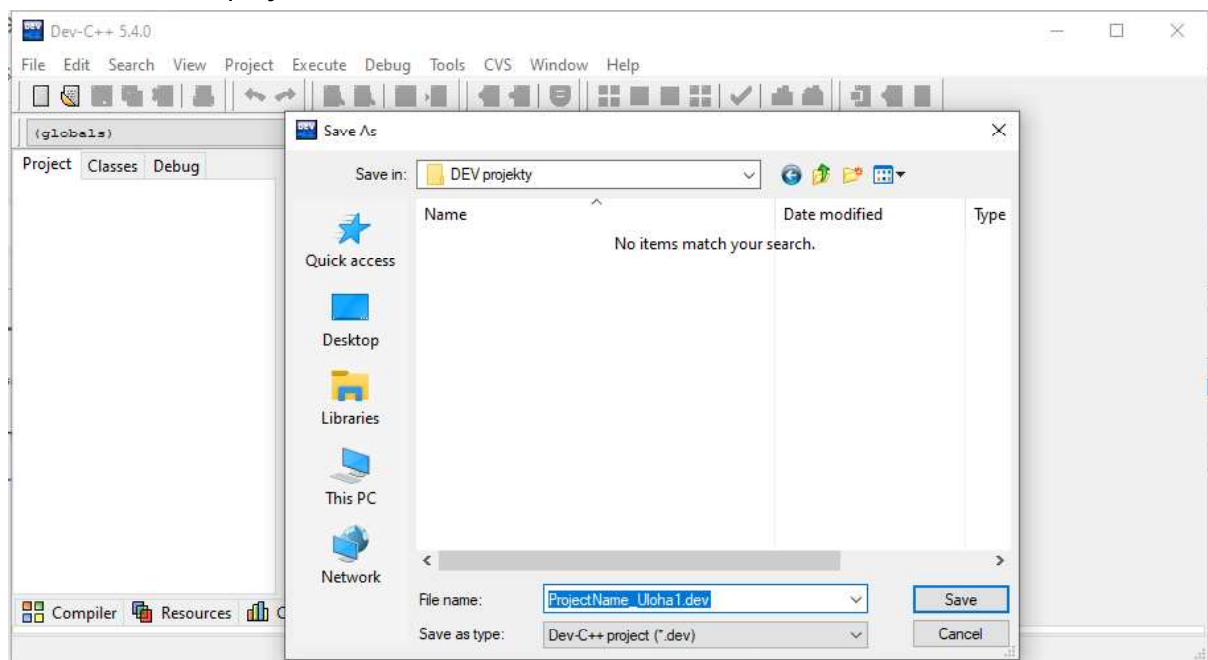 Dev-C++ 5.4.0
File Edit Search View Project Execute Debug Tools CVS Window Help
(globals)
Project Classes Debug
Save As
Save in: DEV projekty
Name Date modified Type
No items match your search.
Quick access
Desktop
Libraries
This PC
Network
File name: ProjectName_Uloha1.dev Save
Save as type: Dev-C++ project (*.dev) Cancel
Compiler Resources